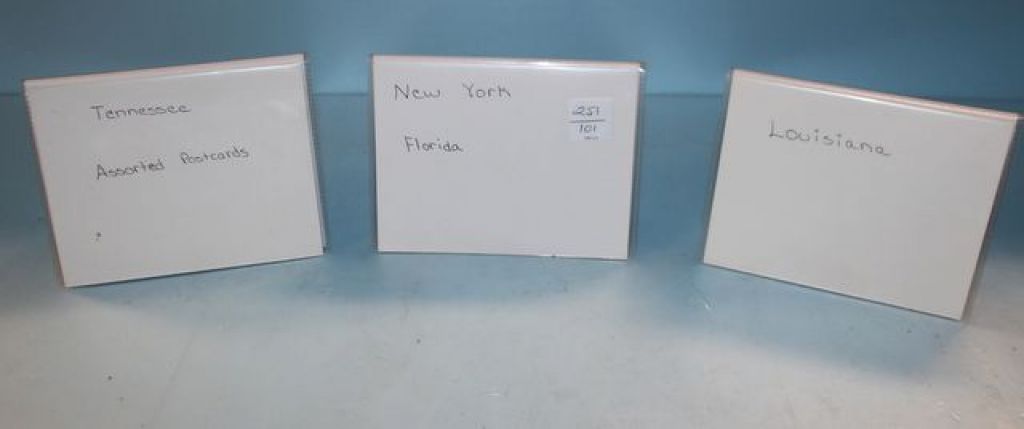 Tennessee
Assorted Postcards
New York
Florida
251
101
Louisiana